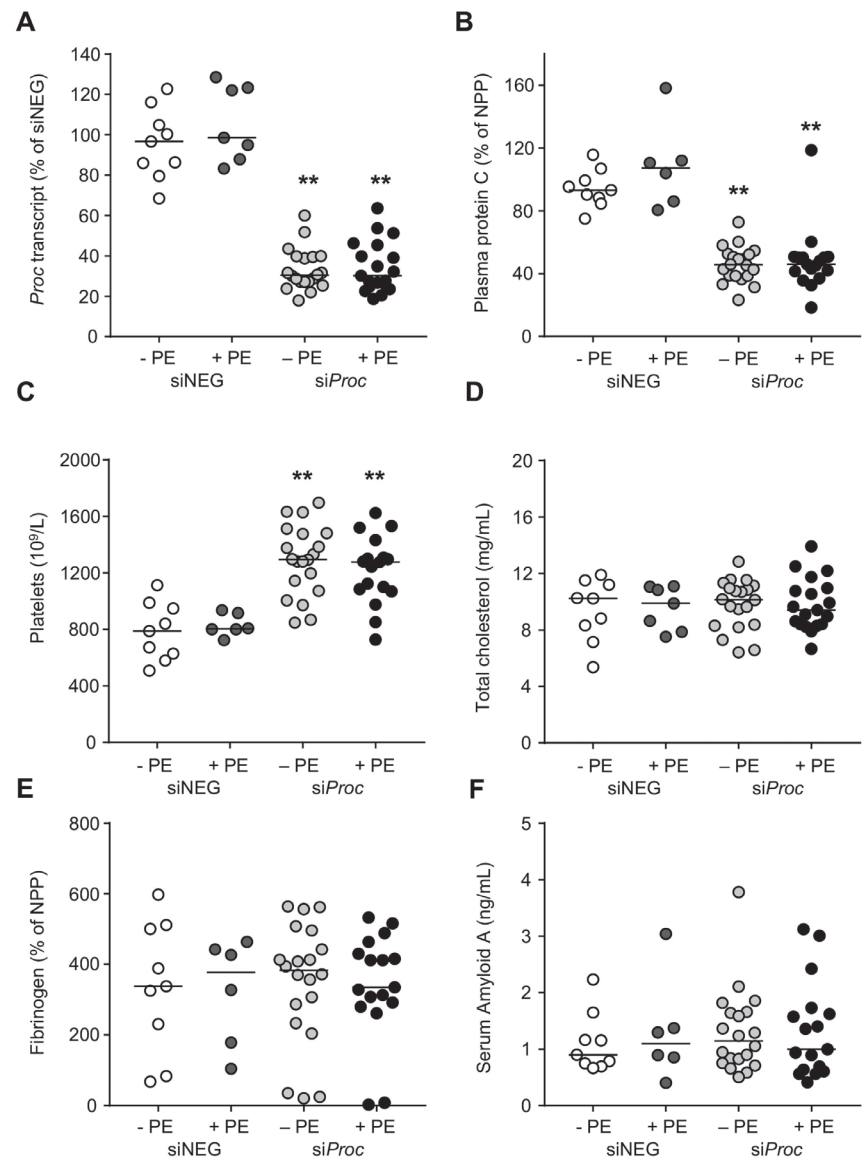 A
Proc transcript (% of siNEG)
140
120
100
80
60
40
20
0
**
**
- PE
+ PE
– PE
+ PE
siNEG
siProc
B
Plasma protein C (% of NPP)
160
120
80
40
0
**
**
- PE
+ PE
– PE
+ PE
siNEG
siProc
C
Platelets (10⁹/L)
2000
1600
1200
800
400
0
**
**
- PE
+ PE
– PE
+ PE
siNEG
siProc
D
Total cholesterol (mg/mL)
20
16
12
8
4
0
- PE
+ PE
– PE
+ PE
siNEG
siProc
E
Fibrinogen (% of NPP)
800
600
400
200
0
- PE
+ PE
– PE
+ PE
siNEG
siProc
F
Serum Amyloid A (ng/mL)
5
4
3
2
1
0
- PE
+ PE
– PE
+ PE
siNEG
siProc